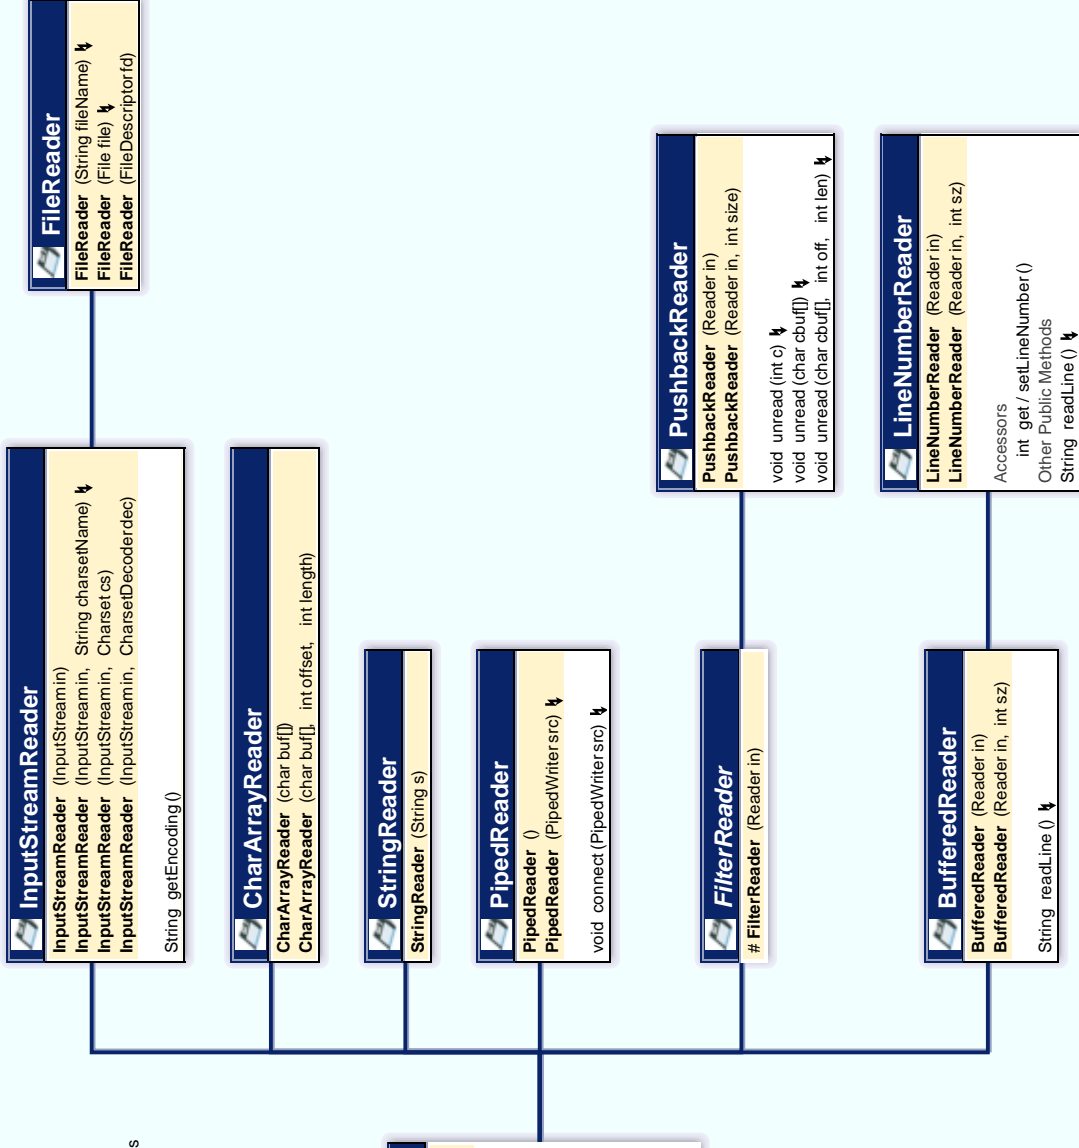 FileReader
FileReader (String fileName)
FileReader (File file)
FileReader (FileDescriptor fd)
InputStreamReader
InputStreamReader (InputStream in)
InputStreamReader (InputStream in, String charsetName)
InputStreamReader (InputStream in, Charset cs)
InputStreamReader (InputStream in, CharsetDecoder dec)
String getEncoding ()
CharArrayReader
CharArrayReader (char buf[])
CharArrayReader (char buf[], int offset, int length)
StringReader
StringReader (String s)
PipedReader
PipedReader ()
PipedReader (PipedWriter src)
void connect (PipedWriter src)
PushbackReader
PushbackReader (Reader in)
PushbackReader (Reader in, int size)
void unread (int c)
void unread (char cbuf[])
void unread (char cbuf[], int off, int len)
FilterReader
# FilterReader (Reader in)
LineNumberReader
LineNumberReader (Reader in)
LineNumberReader (Reader in, int sz)
Accessors
int get / setLineNumber ()
Other Public Methods
String readLine ()
BufferedReader
BufferedReader (Reader in)
BufferedReader (Reader in, int sz)
String readLine ()